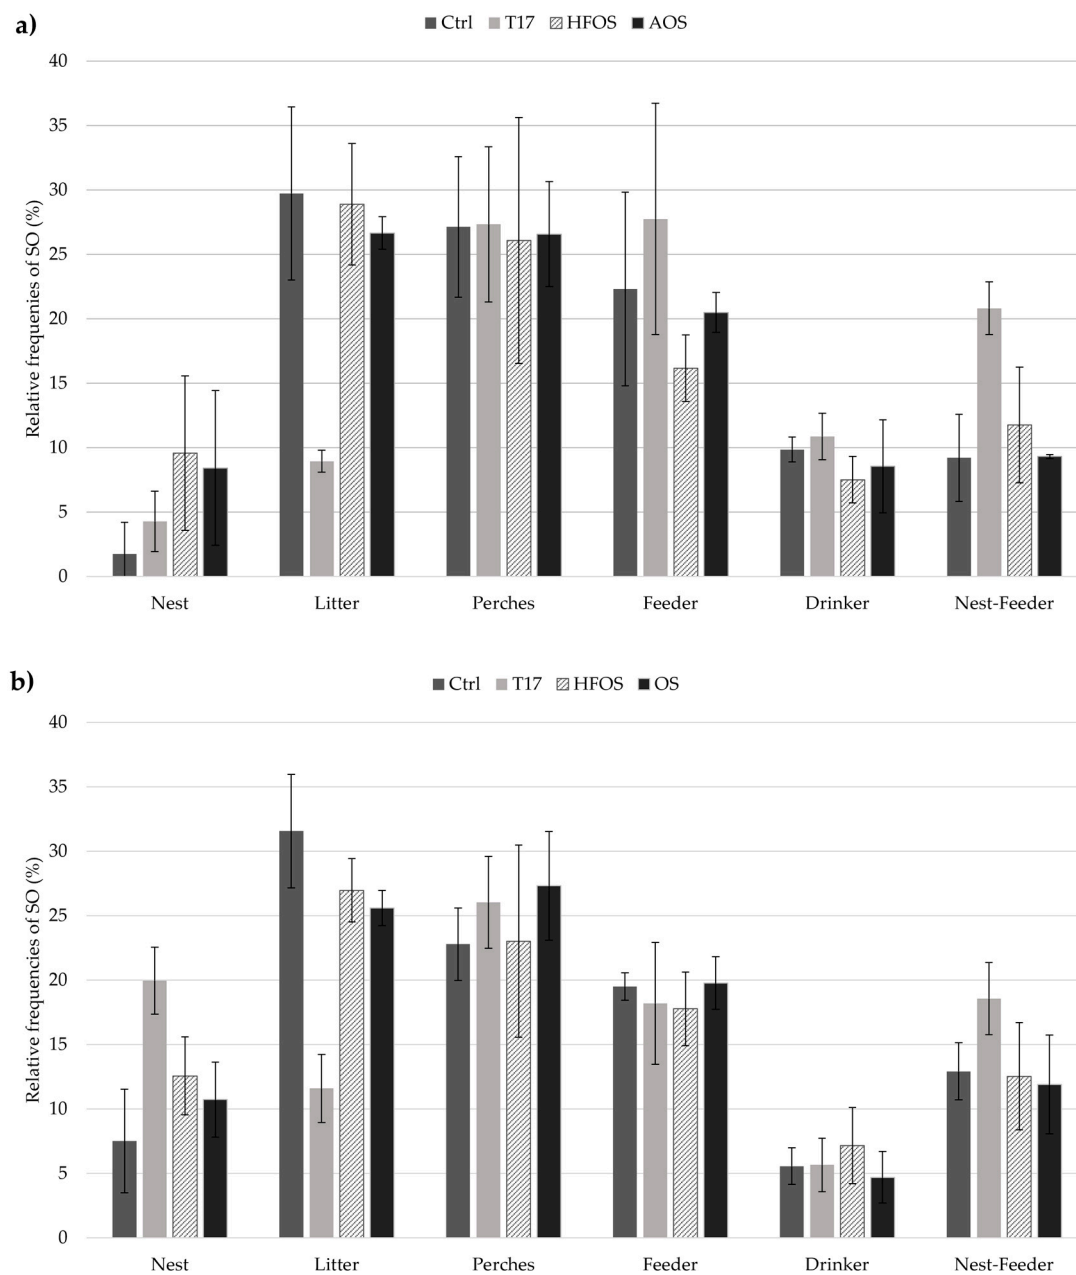 a)
Ctrl T17 HFOS AOS
Relative frequenies of SO (%)
40
35
30
25
20
15
10
5
0
Nest Litter Perches Feeder Drinker Nest-Feeder
b)
Ctrl T17 HFOS OS
Relative frequencies of SO (%)
40
35
30
25
20
15
10
5
0
Nest Litter Perches Feeder Drinker Nest-Feeder